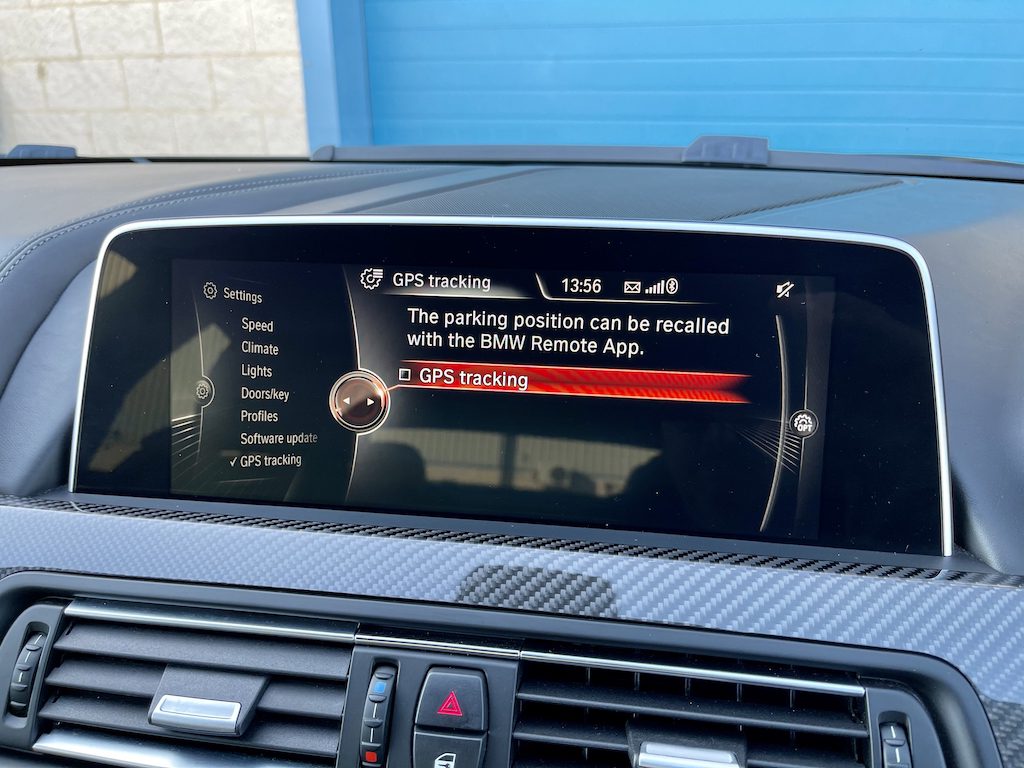 Settings
Speed
Climate
Lights
Doors/key
Profiles
Software update
✓ GPS tracking
GPS tracking
13:56
The parking position can be recalled
with the BMW Remote App.
GPS tracking
OPT